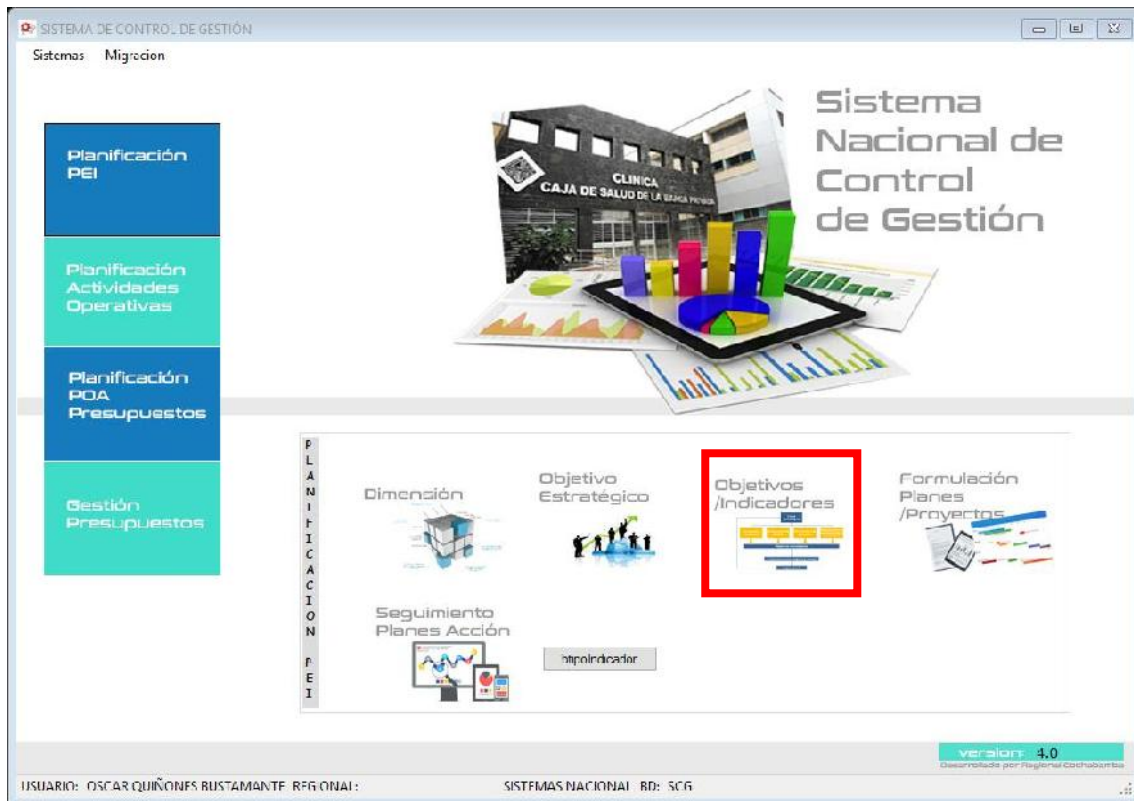 SISTEMA DE CONTROL DE GESTIÓN
Sistemas Migracion
Sistema
Nacional de
Control
de Gestión
CLINICA
CAJA DE SALUD DE LA BANCA PRIVADA
Planificación
PEI
Planificación
Actividades
Operativas
Planificación
POA
Presupuestos
Gestión
Presupuestos
PLANIFICACION PEI
Dimensión
Objetivo
Estratégico
Objetivos
/Indicadores
Formulación
Planes
/Proyectos
Seguimiento
Planes Acción
btipoIndicador
version: 4.0
Desarrollado por Regional Cochabamba
USUARIO: OSCAR QUIÑONES BUSTAMANTE REGIONAL: SISTEMAS NACIONAL BD: SCG